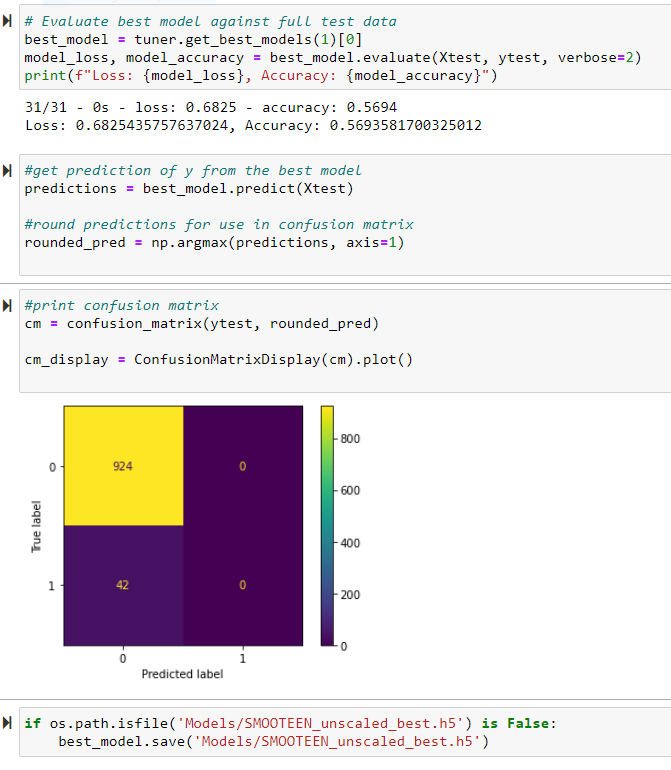 # Evaluate best model against full test data
best_model = tuner.get_best_models(1)[0]
model_loss, model_accuracy = best_model.evaluate(Xtest, ytest, verbose=2)
print(f"Loss: {model_loss}, Accuracy: {model_accuracy}")
31/31 - 0s - loss: 0.6825 - accuracy: 0.5694
Loss: 0.6825435757637024, Accuracy: 0.5693581700325012
#get prediction of y from the best model
predictions = best_model.predict(Xtest)
#round predictions for use in confusion matrix
rounded_pred = np.argmax(predictions, axis=1)
#print confusion matrix
cm = confusion_matrix(ytest, rounded_pred)
cm_display = ConfusionMatrixDisplay(cm).plot()
924 0
42 0
0
1
True label
0 1
Predicted label
800
600
400
200
0
if os.path.isfile('Models/SMOOTEEN_unscaled_best.h5') is False:
    best_model.save('Models/SMOOTEEN_unscaled_best.h5')